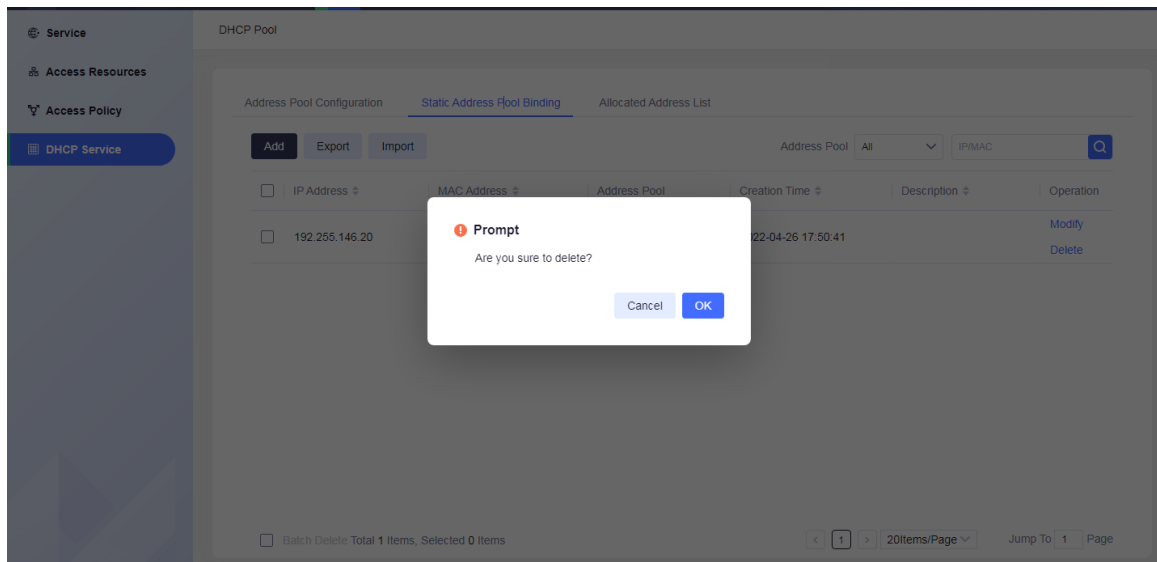 Service
DHCP Pool
Access Resources
Access Policy
DHCP Service
Address Pool Configuration Static Address Pool Binding Allocated Address List
Add Export Import Address Pool All IP/MAC
IP Address MAC Address Address Pool Creation Time Description Operation
192.255.146.20 022-04-26 17:50:41 Modify
Delete
Prompt
Are you sure to delete?
Cancel OK
Batch Delete Total 1 Items, Selected 0 Items < 1 > 20Items/Page Jump To 1 Page